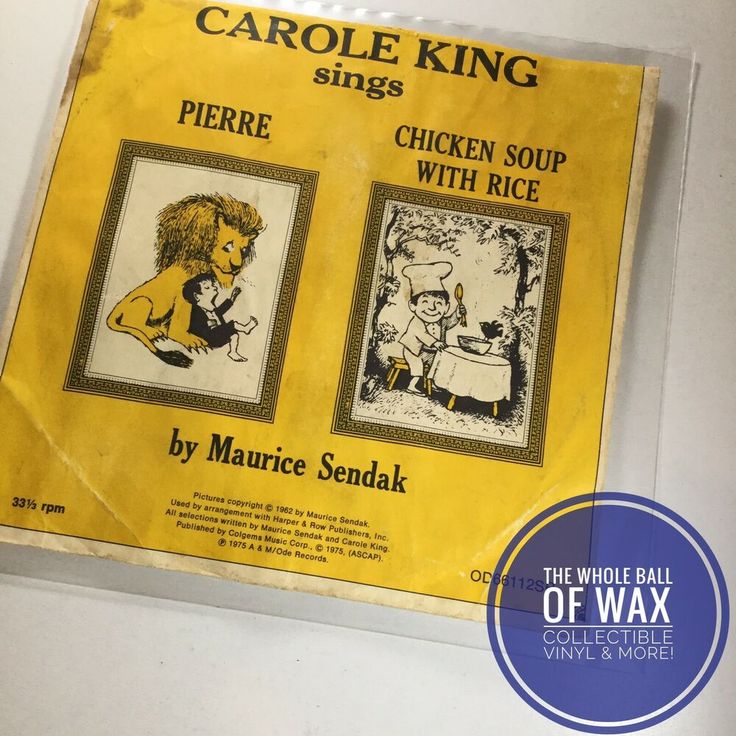 CAROLE KING
sings
PIERRE
CHICKEN SOUP
WITH RICE
by Maurice Sendak
33⅓ rpm
Pictures copyright © 1962 by Maurice Sendak.
Used by arrangement with Harper & Row Publishers, Inc.
All selections written by Maurice Sendak and Carole King.
Published by Colgems Music Corp., © 1975, (ASCAP).
℗ 1975 A & M/Ode Records.
OD66112S
THE WHOLE BALL
OF WAX
COLLECTIBLE
VINYL & MORE!